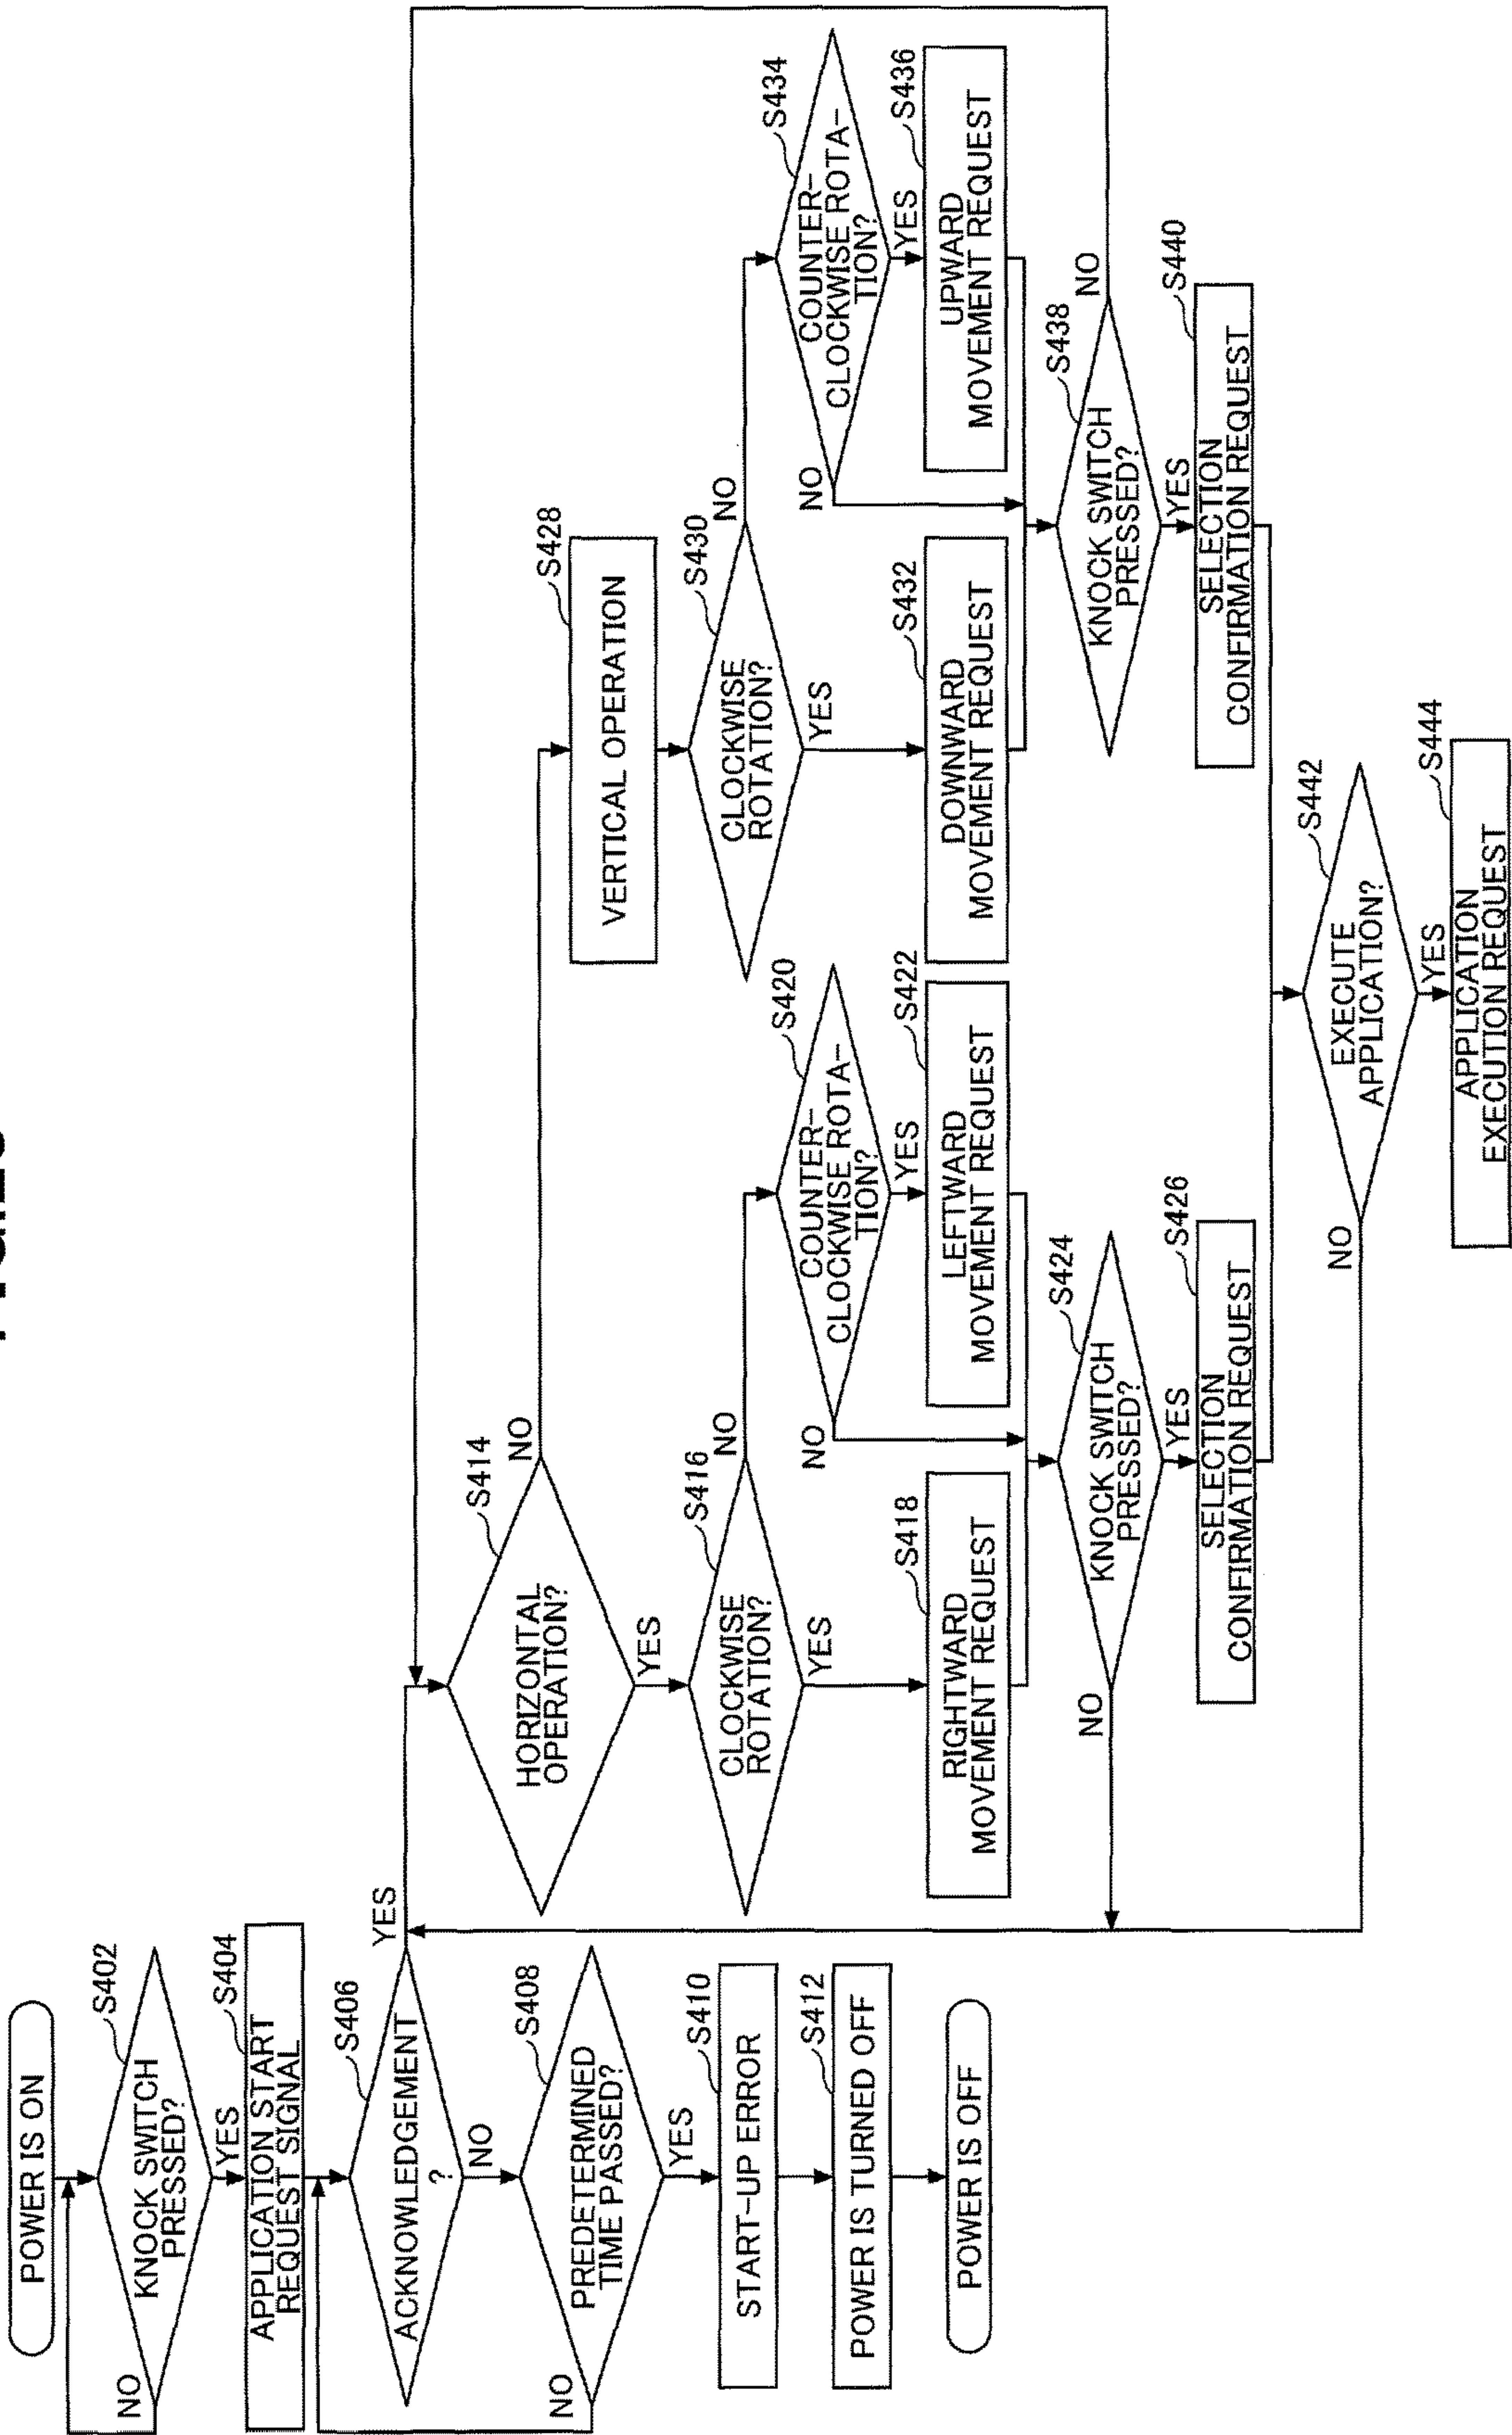 POWER IS ON
S402
KNOCK SWITCH
PRESSED?
NO
YES
S404
APPLICATION START
REQUEST SIGNAL
S406
ACKNOWLEDGEMENT
?
YES
NO
S408
PREDETERMINED
TIME PASSED?
NO
YES
S410
START-UP ERROR
S412
POWER IS TURNED OFF
POWER IS OFF
S414
HORIZONTAL
OPERATION?
NO
YES
S416
CLOCKWISE
ROTATION?
NO
YES
S418
RIGHTWARD
MOVEMENT REQUEST
S420
COUNTER-
CLOCKWISE ROTA-
TION?
NO
YES
S422
LEFTWARD
MOVEMENT REQUEST
S424
KNOCK SWITCH
PRESSED?
NO
YES
S426
SELECTION
CONFIRMATION REQUEST
S428
VERTICAL OPERATION
S430
CLOCKWISE
ROTATION?
NO
YES
S432
DOWNWARD
MOVEMENT REQUEST
S434
COUNTER-
CLOCKWISE ROTA-
TION?
NO
YES
S436
UPWARD
MOVEMENT REQUEST
S438
KNOCK SWITCH
PRESSED?
NO
YES
S440
SELECTION
CONFIRMATION REQUEST
S442
EXECUTE
APPLICATION?
NO
YES
S444
APPLICATION
EXECUTION REQUEST